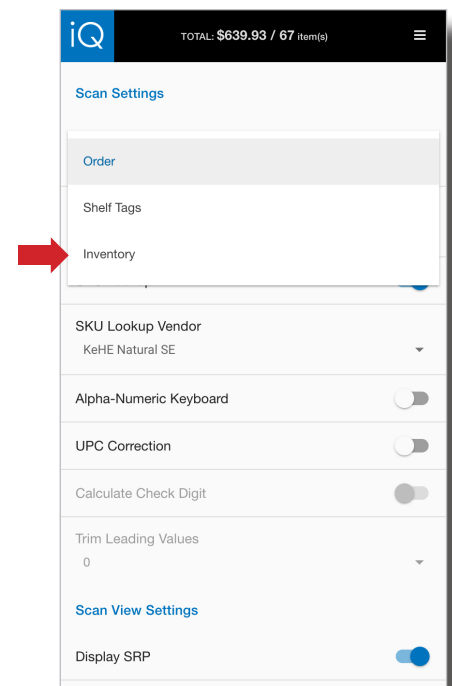 iQ
TOTAL: $639.93 / 67 item(s)
Scan Settings
Order
Shelf Tags
Inventory
SKU Lookup Vendor
KeHE Natural SE
Alpha-Numeric Keyboard
UPC Correction
Calculate Check Digit
Trim Leading Values
0
Scan View Settings
Display SRP